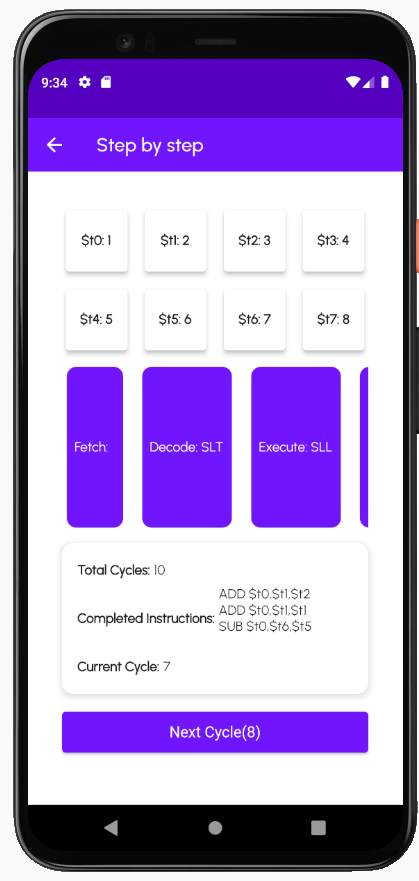 9:34
Step by step
$t0: 1 $t1: 2 $t2: 3 $t3: 4
$t4: 5 $t5: 6 $t6: 7 $t7: 8
Fetch: Decode: SLT Execute: SLL
Total Cycles: 10
Completed Instructions:
ADD $t0,$t1,$t2
ADD $t0,$t1,$t1
SUB $t0,$t6,$t5
Current Cycle: 7
Next Cycle(8)